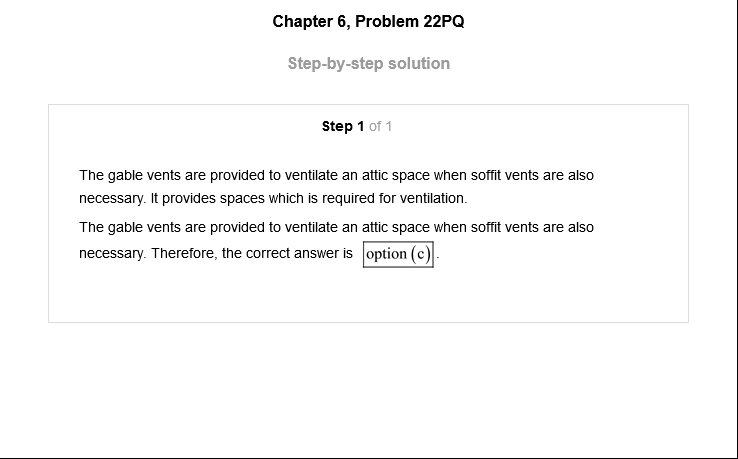 Chapter 6, Problem 22PQ
Step-by-step solution
Step 1 of 1
The gable vents are provided to ventilate an attic space when soffit vents are also
necessary. It provides spaces which is required for ventilation.
The gable vents are provided to ventilate an attic space when soffit vents are also
necessary. Therefore, the correct answer is option (c).